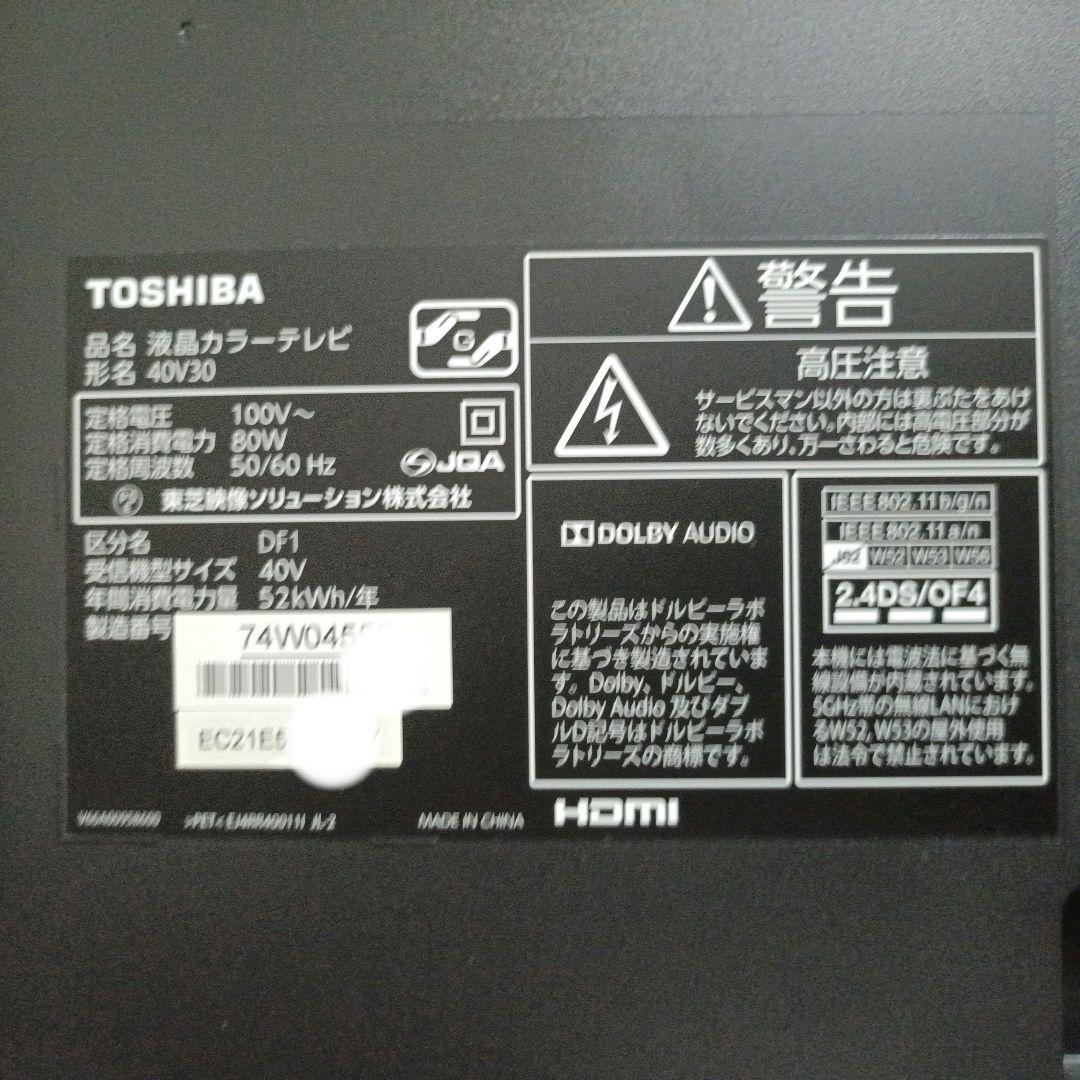 TOSHIBA
品名 液晶カラーテレビ
形名 40V30
G
定格電圧 100V～
定格消費電力 80W
定格周波数 50/60 Hz
JQA
東芝映像ソリューション株式会社
区分名 DF1
受信機型サイズ 40V
年間消費電力量 52kWh/年
製造番号
74W045
EC21E5
MADE IN CHINA
警告
高圧注意
サービスマン以外の方は裏ぶたをあけ
ないでください。内部には高電圧部分が
数多くあり、万一さわると危険です。
DOLBY AUDIO
この製品はドルビーラボ
ラトリーズからの実施権
に基づき製造されていま
す。Dolby、ドルビー、
Dolby Audio 及びダブ
ルD記号はドルビーラボ
ラトリーズの商標です。
IEEE802.11b/g/n
IEEE802.11a/n
J52 W52 W53 W56
2.4DS/OF4
本機には電波法に基づく無
線設備が内蔵されています。
5GHz帯の無線LANにおけ
るW52, W53の屋外使用
は法令で禁止されています。
HDMI